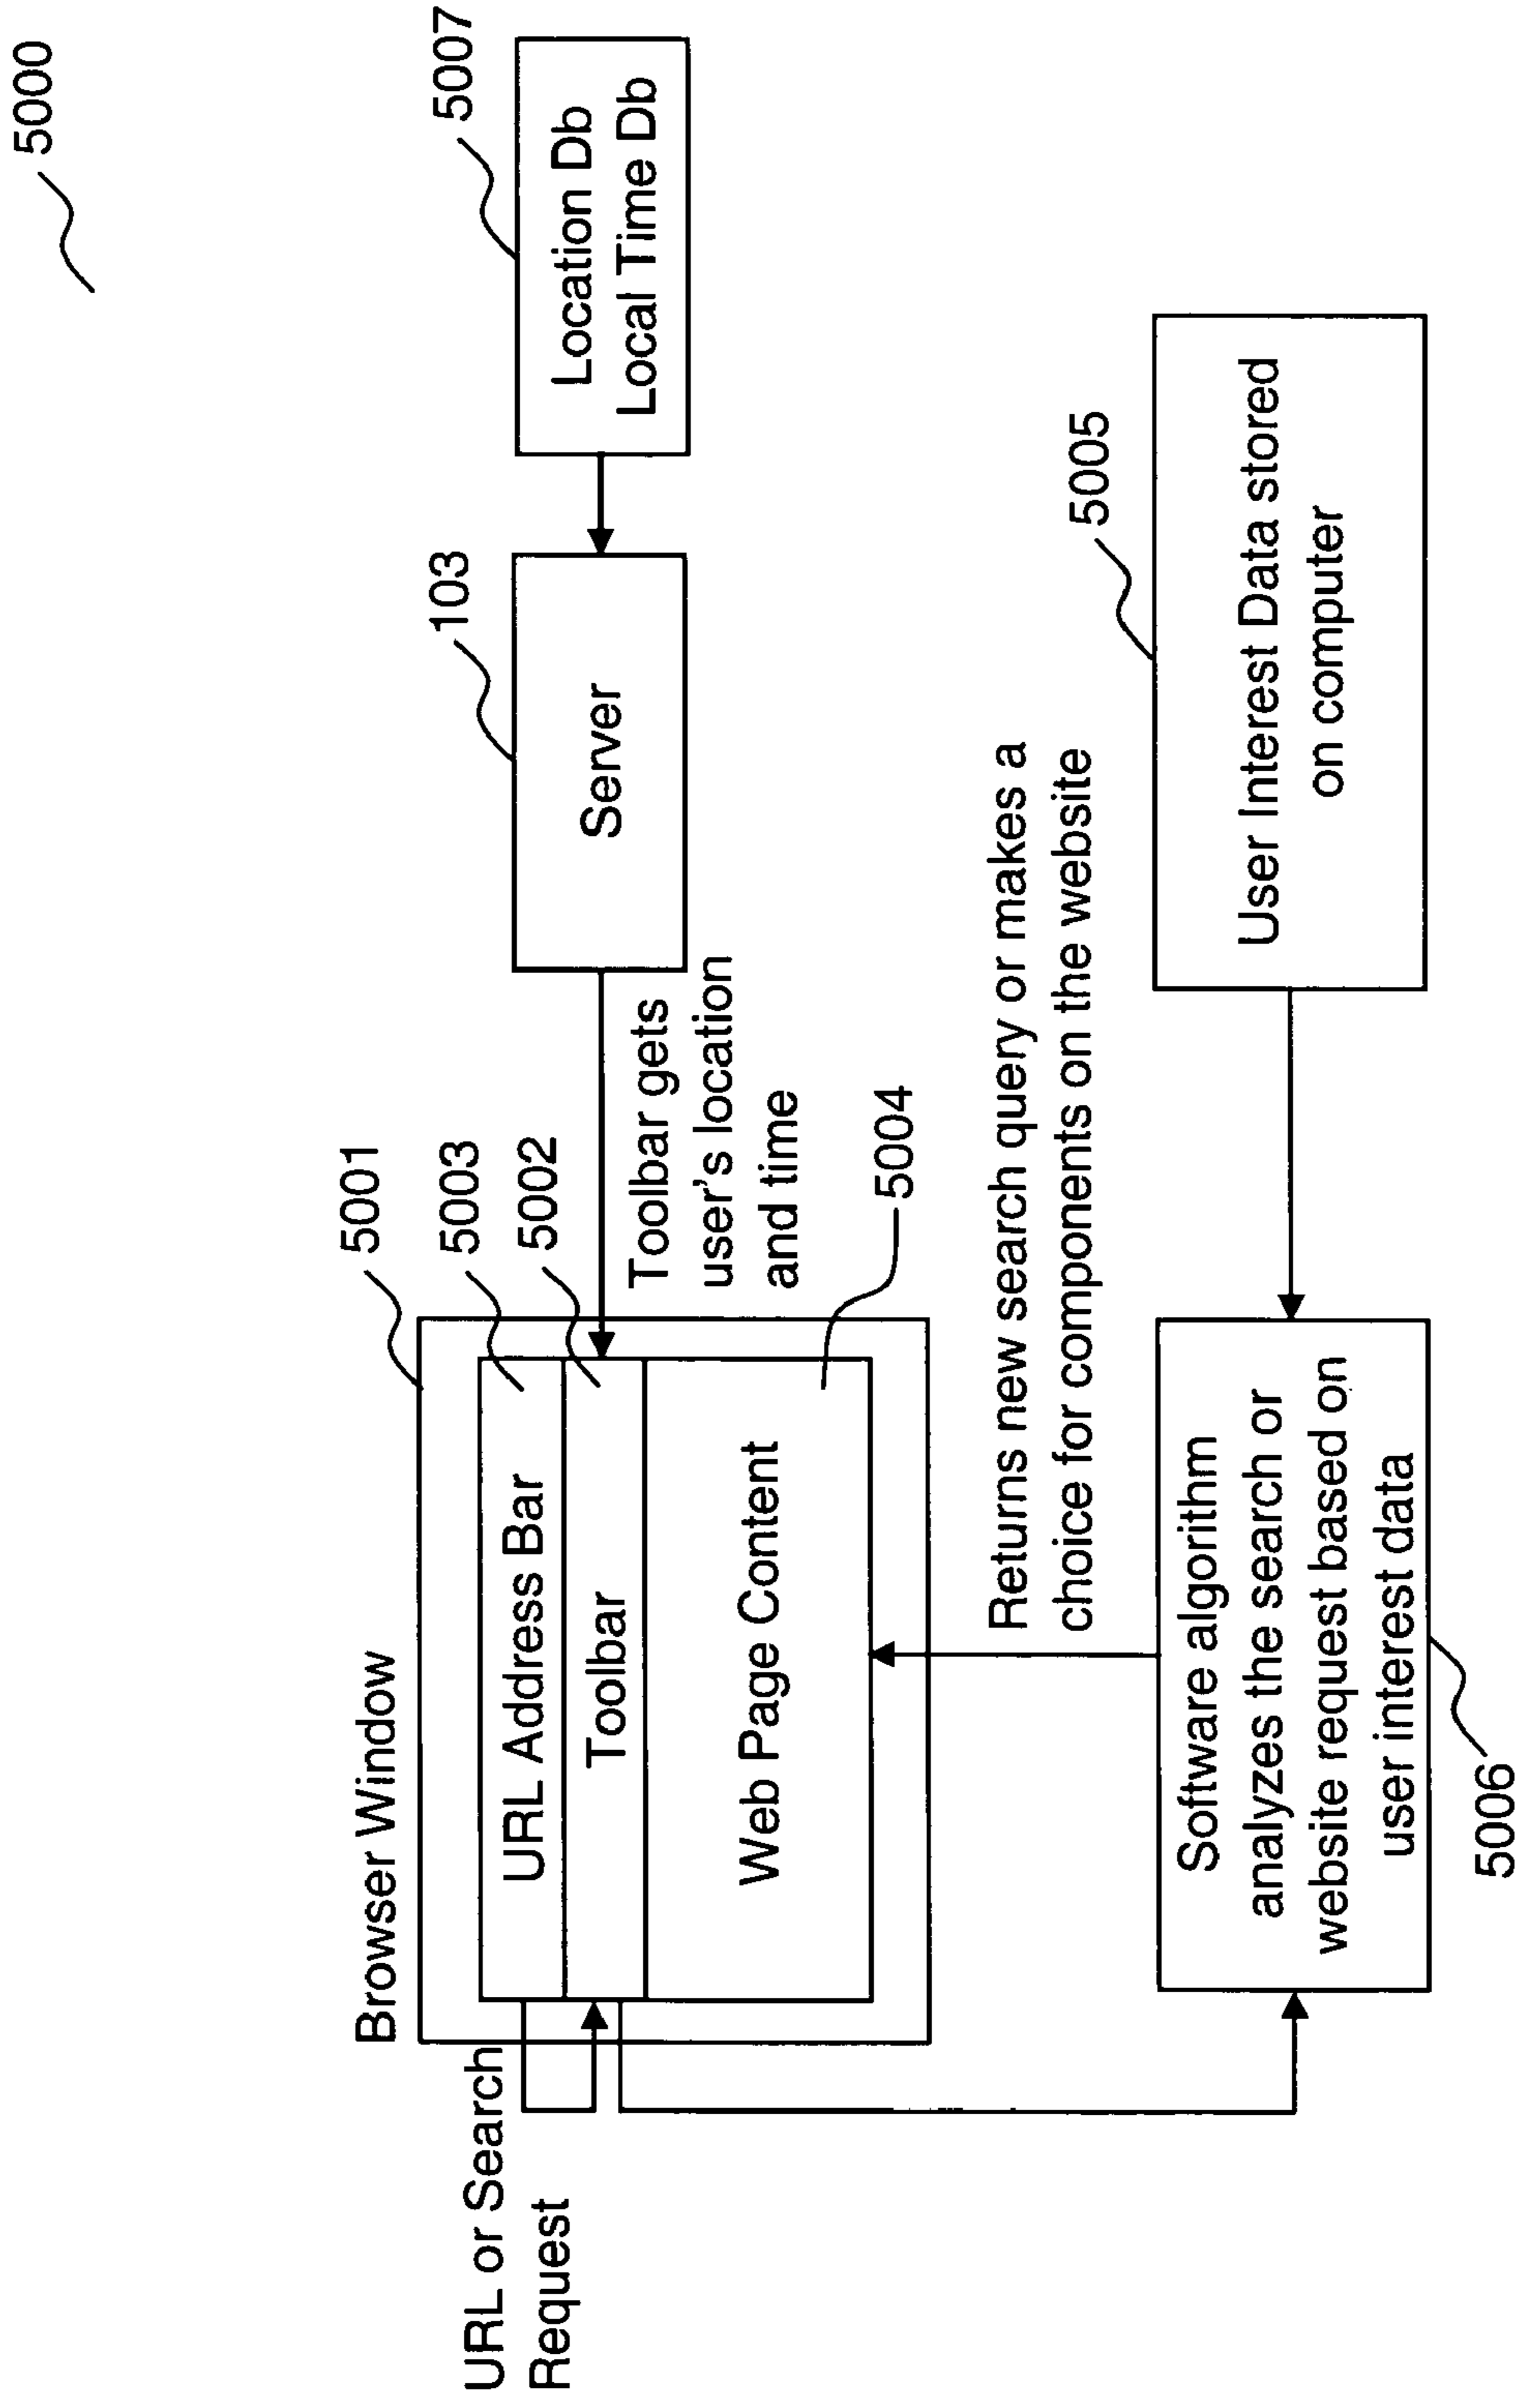 5000
Browser Window
5001
URL or Search
Request
URL Address Bar
5003
Toolbar
5002
Web Page Content
5004
Toolbar gets
user's location
and time
103
Server
5007
Location Db
Local Time Db
Returns new search query or makes a
choice for components on the website
Software algorithm
analyzes the search or
website request based on
user interest data
5006
5005
User Interest Data stored
on computer